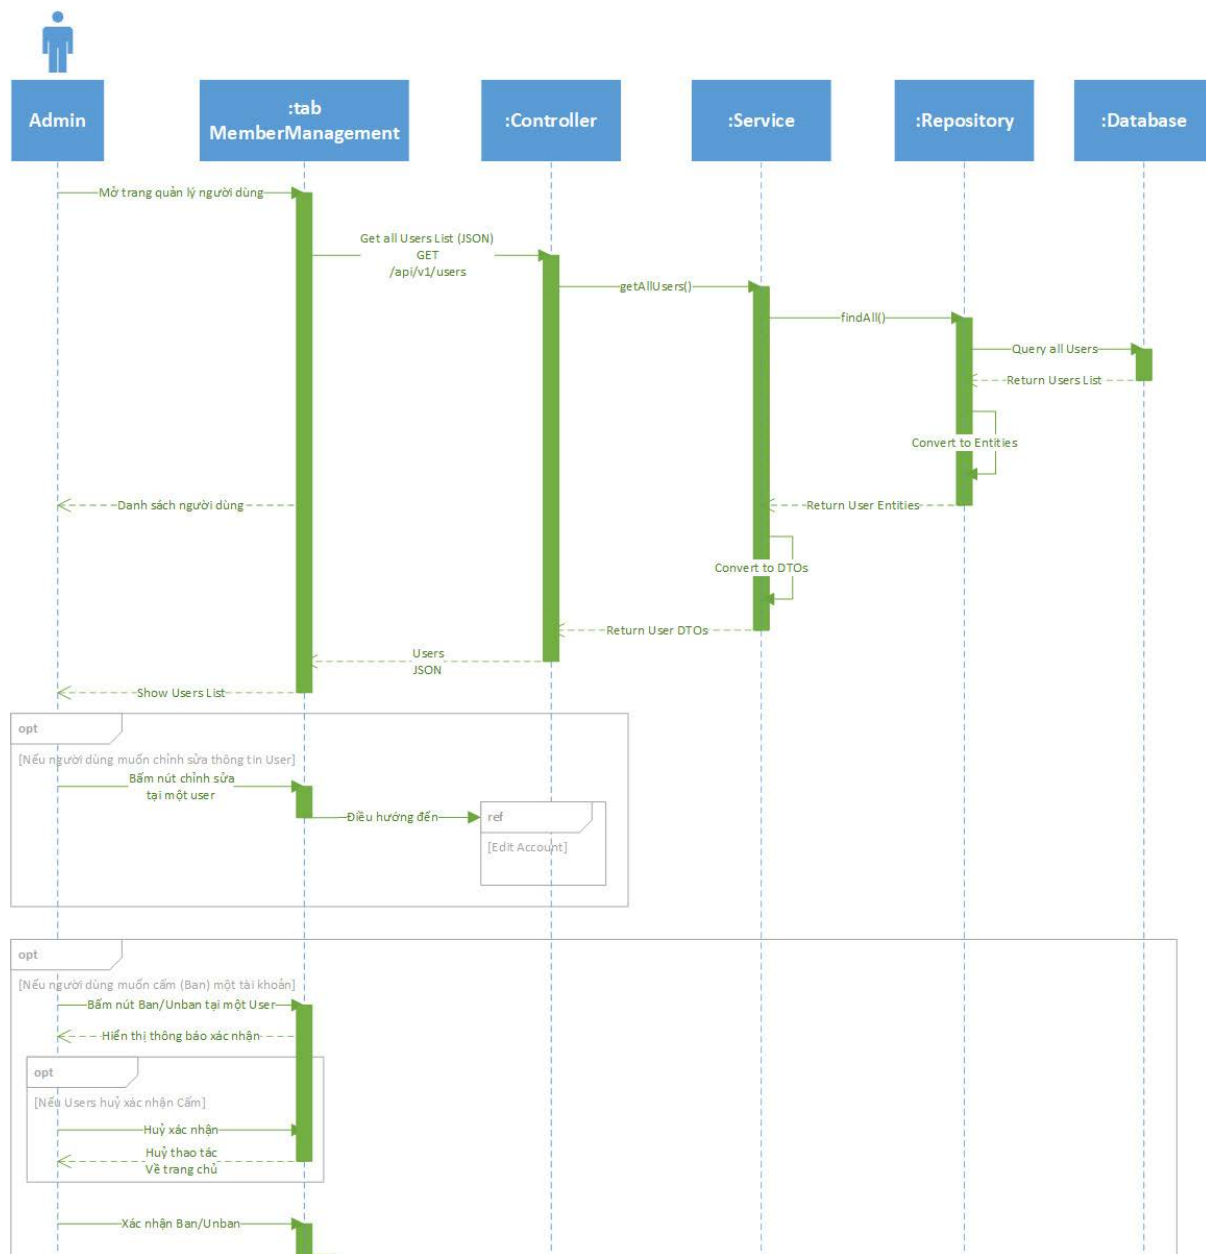 Admin
:tab
MemberManagement
:Controller
:Service
:Repository
:Database
Mở trang quản lý người dùng
Get all Users List (JSON)
GET
/api/v1/users
getAllUsers()
findAll()
Query all Users
Return Users List
Convert to Entities
Danh sách người dùng
Return User Entities
Convert to DTOs
Return User DTOs
Users
JSON
Show Users List
opt
[Nếu người dùng muốn chỉnh sửa thông tin User]
Bấm nút chỉnh sửa
tại một user
Điều hướng đến
ref
[Edit Account]
opt
[Nếu người dùng muốn cấm (Ban) một tài khoản]
Bấm nút Ban/Unban tại một User
Hiển thị thông báo xác nhận
opt
[Nếu Users huỷ xác nhận Cấm]
Huỷ xác nhận
Huỷ thao tác
Về trang chủ
Xác nhận Ban/Unban